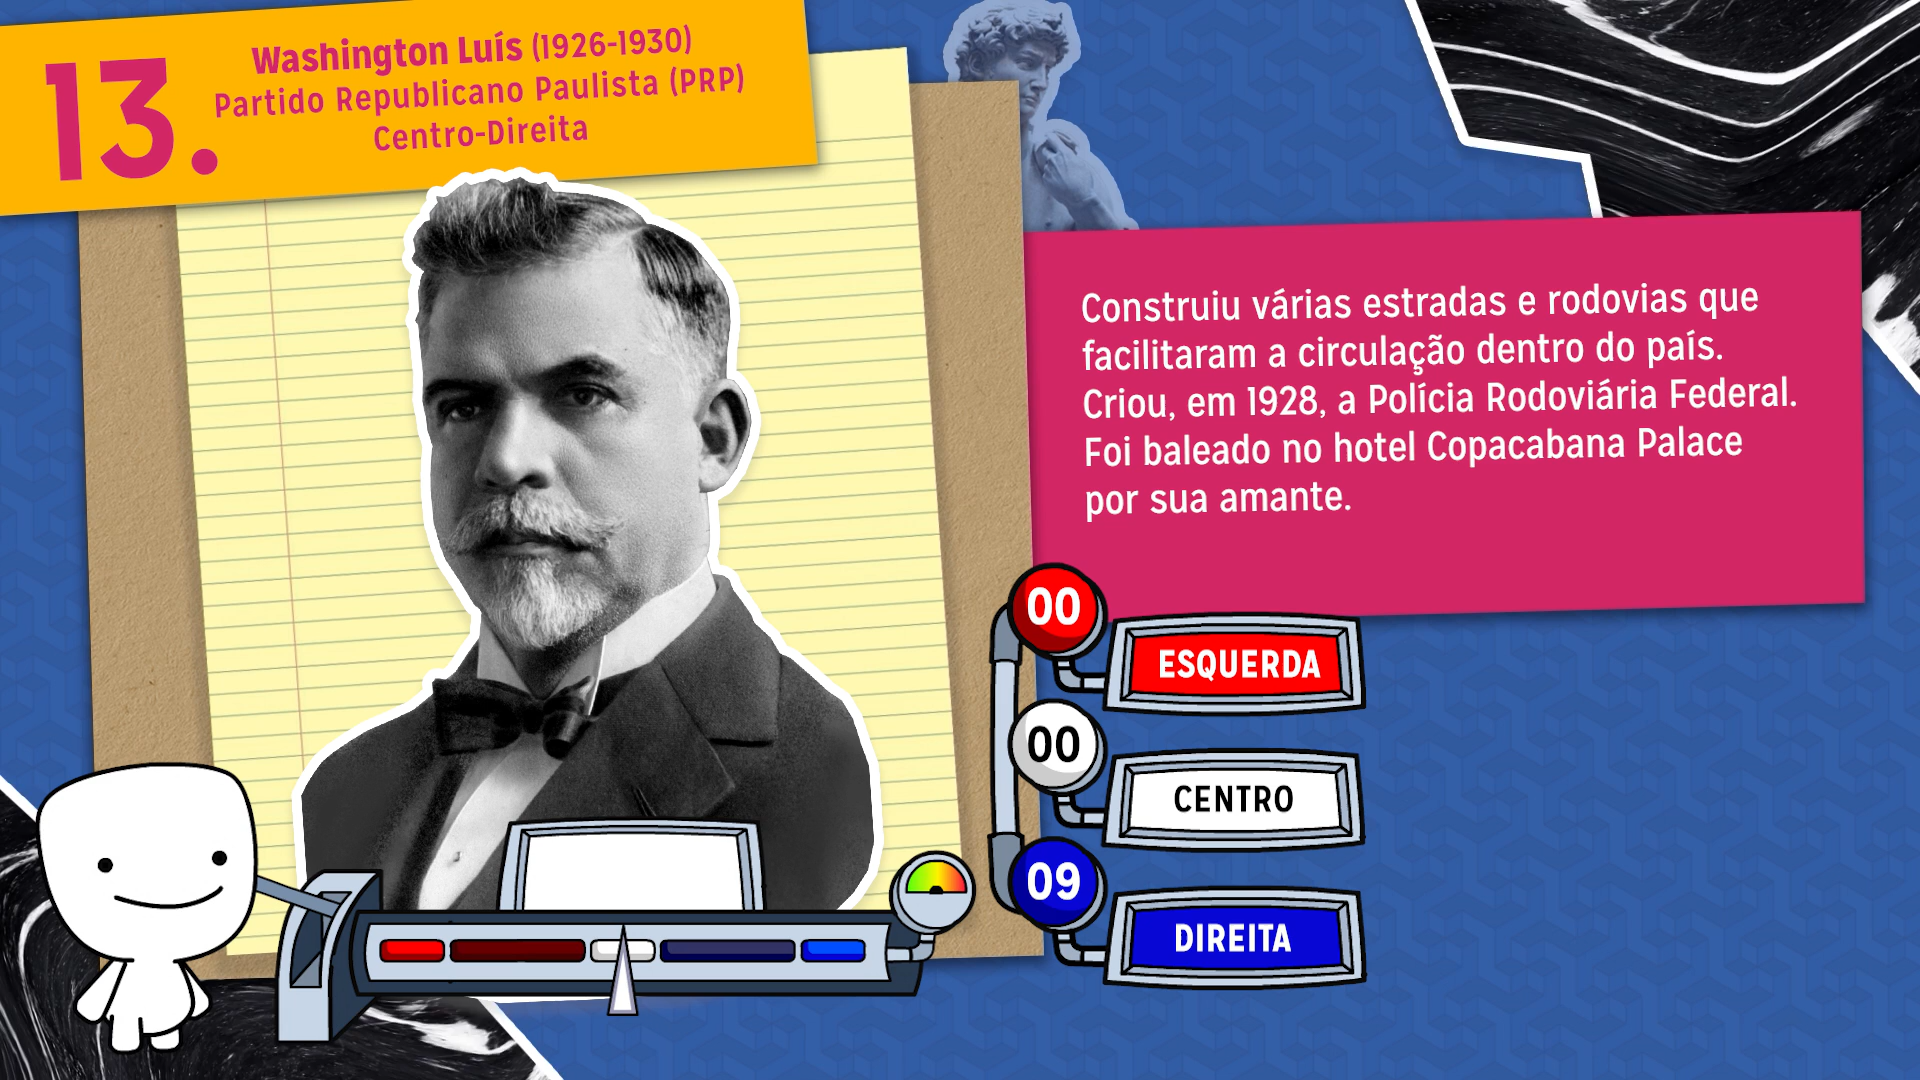 13.
Washington Luís (1926-1930)
Partido Republicano Paulista (PRP)
Centro-Direita
Construiu várias estradas e rodovias que
facilitaram a circulação dentro do país.
Criou, em 1928, a Polícia Rodoviária Federal.
Foi baleado no hotel Copacabana Palace
por sua amante.
00
ESQUERDA
00
CENTRO
09
DIREITA